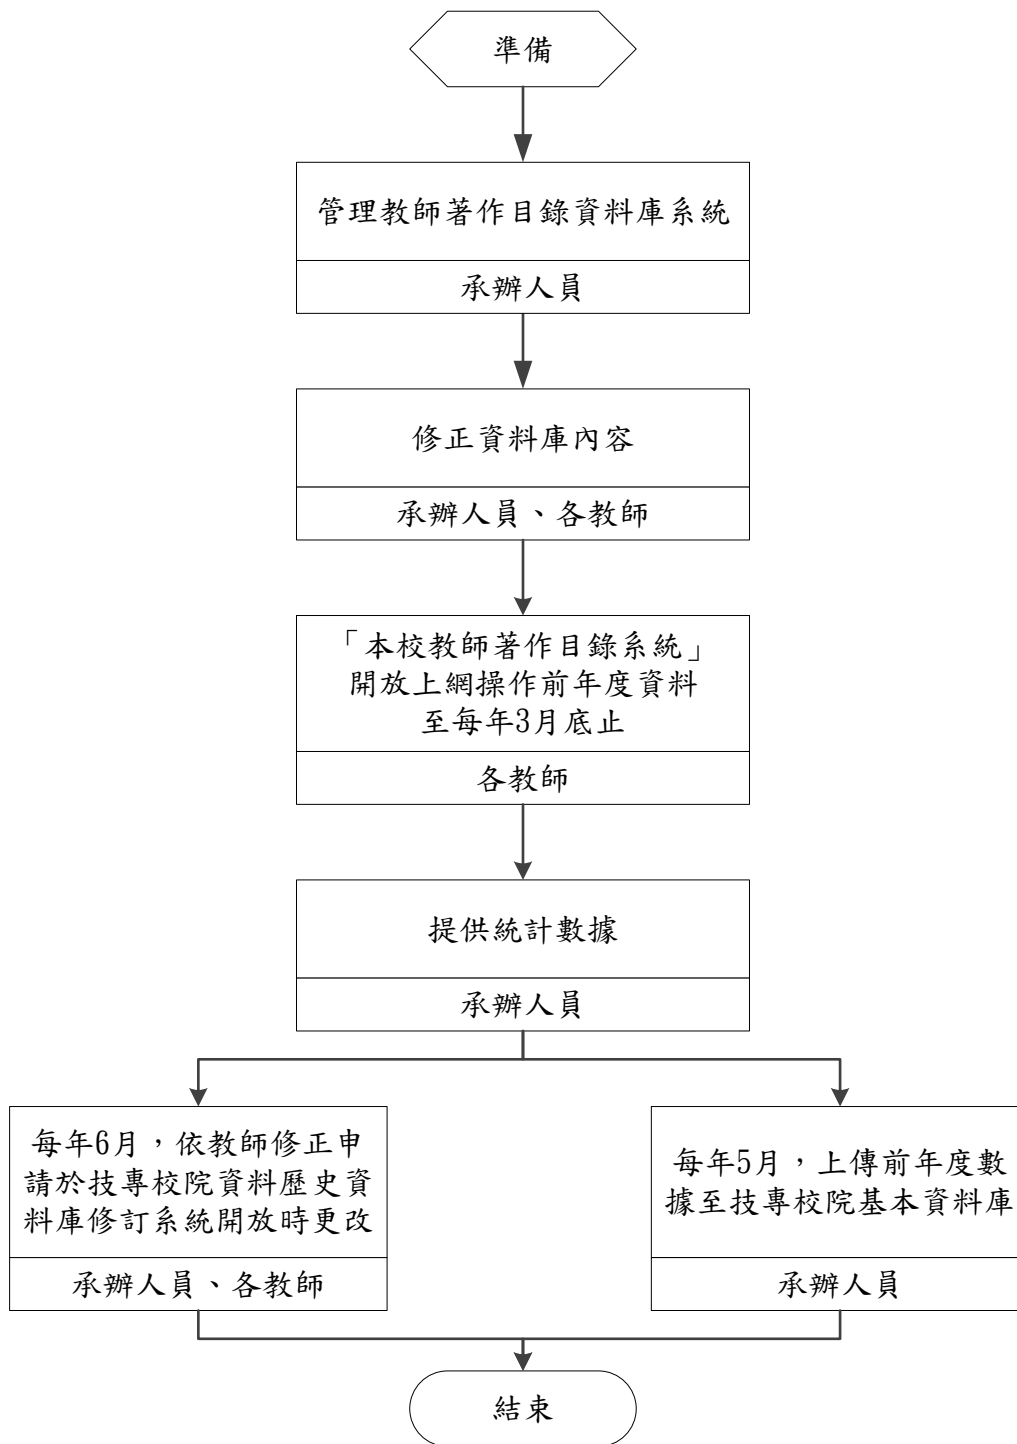 準備
管理教師著作目錄資料庫系統
承辦人員
修正資料庫內容
承辦人員、各教師
「本校教師著作目錄系統」
開放上網操作前年度資料
至每年3月底止
各教師
提供統計數據
承辦人員
每年6月，依教師修正申
請於技專校院資料歷史資
料庫修訂系統開放時更改
承辦人員、各教師
每年5月，上傳前年度數
據至技專校院基本資料庫
承辦人員
結束